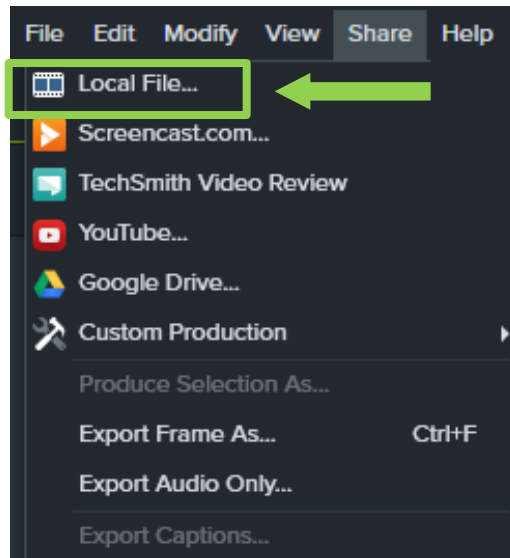 File Edit Modify View Share Help
Local File...
Screencast.com...
TechSmith Video Review
YouTube...
Google Drive...
Custom Production
Produce Selection As...
Export Frame As... Ctrl+F
Export Audio Only...
Export Captions...